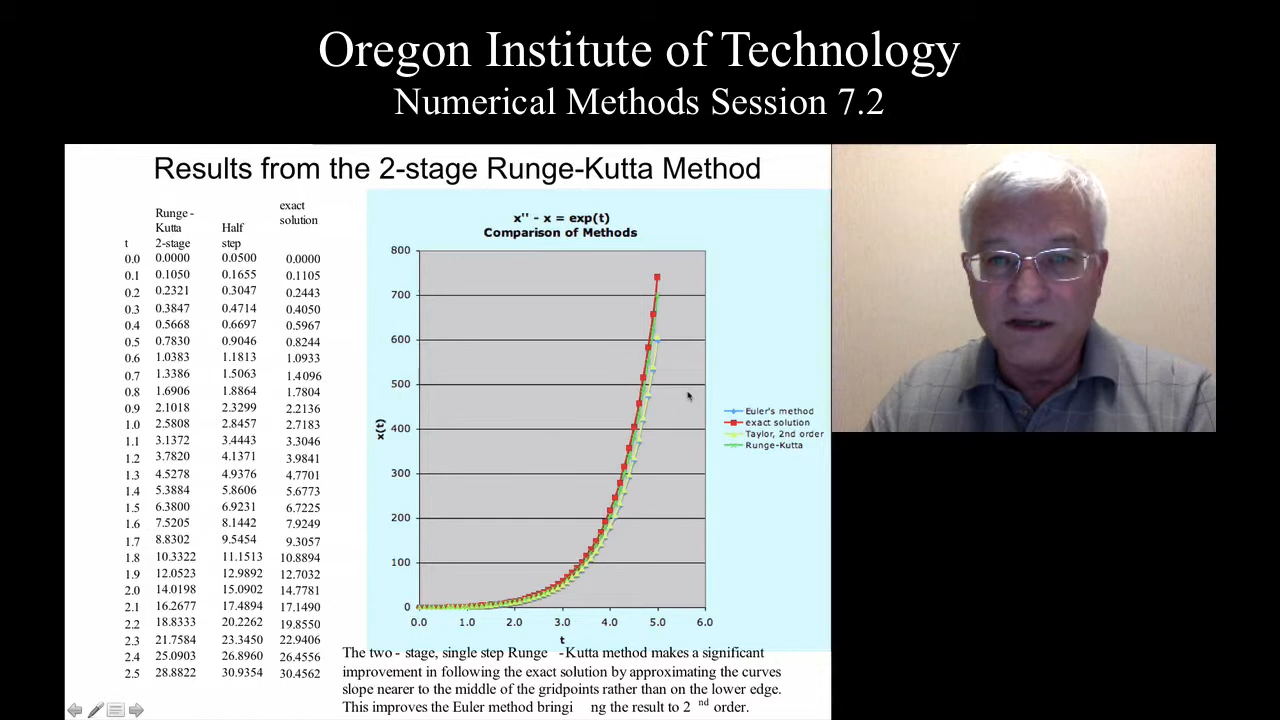 Oregon Institute of Technology
Numerical Methods Session 7.2
Results from the 2-stage Runge-Kutta Method
t Runge - Kutta 2-stage Half step exact solution
0.0 0.0000 0.0500 0.0000
0.1 0.1050 0.1655 0.1105
0.2 0.2321 0.3047 0.2443
0.3 0.3847 0.4714 0.4050
0.4 0.5668 0.6697 0.5967
0.5 0.7830 0.9046 0.8244
0.6 1.0383 1.1813 1.0933
0.7 1.3386 1.5063 1.4096
0.8 1.6906 1.8864 1.7804
0.9 2.1018 2.3299 2.2136
1.0 2.5808 2.8457 2.7183
1.1 3.1372 3.4443 3.3046
1.2 3.7820 4.1371 3.9841
1.3 4.5278 4.9376 4.7701
1.4 5.3884 5.8606 5.6773
1.5 6.3800 6.9231 6.7225
1.6 7.5205 8.1442 7.9249
1.7 8.8302 9.5454 9.3057
1.8 10.3322 11.1513 10.8894
1.9 12.0523 12.9892 12.7032
2.0 14.0198 15.0902 14.7781
2.1 16.2677 17.4894 17.1490
2.2 18.8333 20.2262 19.8550
2.3 21.7584 23.3450 22.9406
2.4 25.0903 26.8960 26.4556
2.5 28.8822 30.9354 30.4562
x'' - x = exp(t)
Comparison of Methods
800
700
600
500
400
300
200
100
0
x(t)
0.0 1.0 2.0 3.0 4.0 5.0 6.0
t
Euler's method
exact solution
Taylor, 2nd order
Runge-Kutta
The two - stage, single step Runge -Kutta method makes a significant
improvement in following the exact solution by approximating the curves
slope nearer to the middle of the gridpoints rather than on the lower edge.
This improves the Euler method bringi ng the result to 2 nd order.